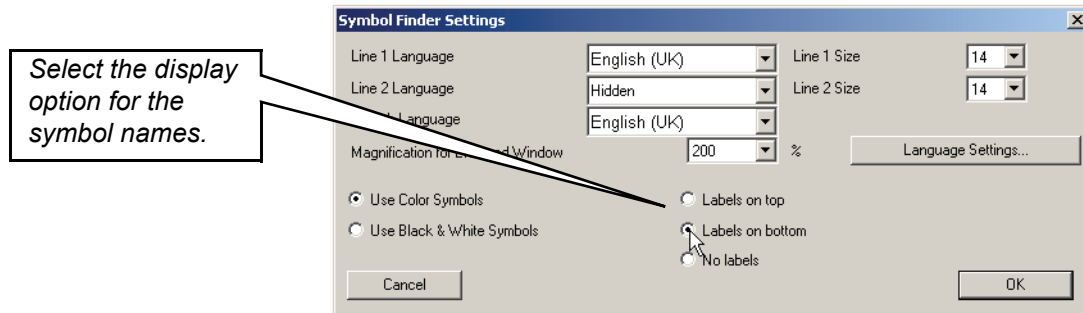 Symbol Finder Settings
Select the display
option for the
symbol names.
Line 1 Language English (UK) Line 1 Size 14
Line 2 Language Hidden Line 2 Size 14
Language English (UK)
Magnification for Window 200 % Language Settings...
Use Color Symbols Labels on top
Use Black & White Symbols Labels on bottom
No labels
Cancel OK